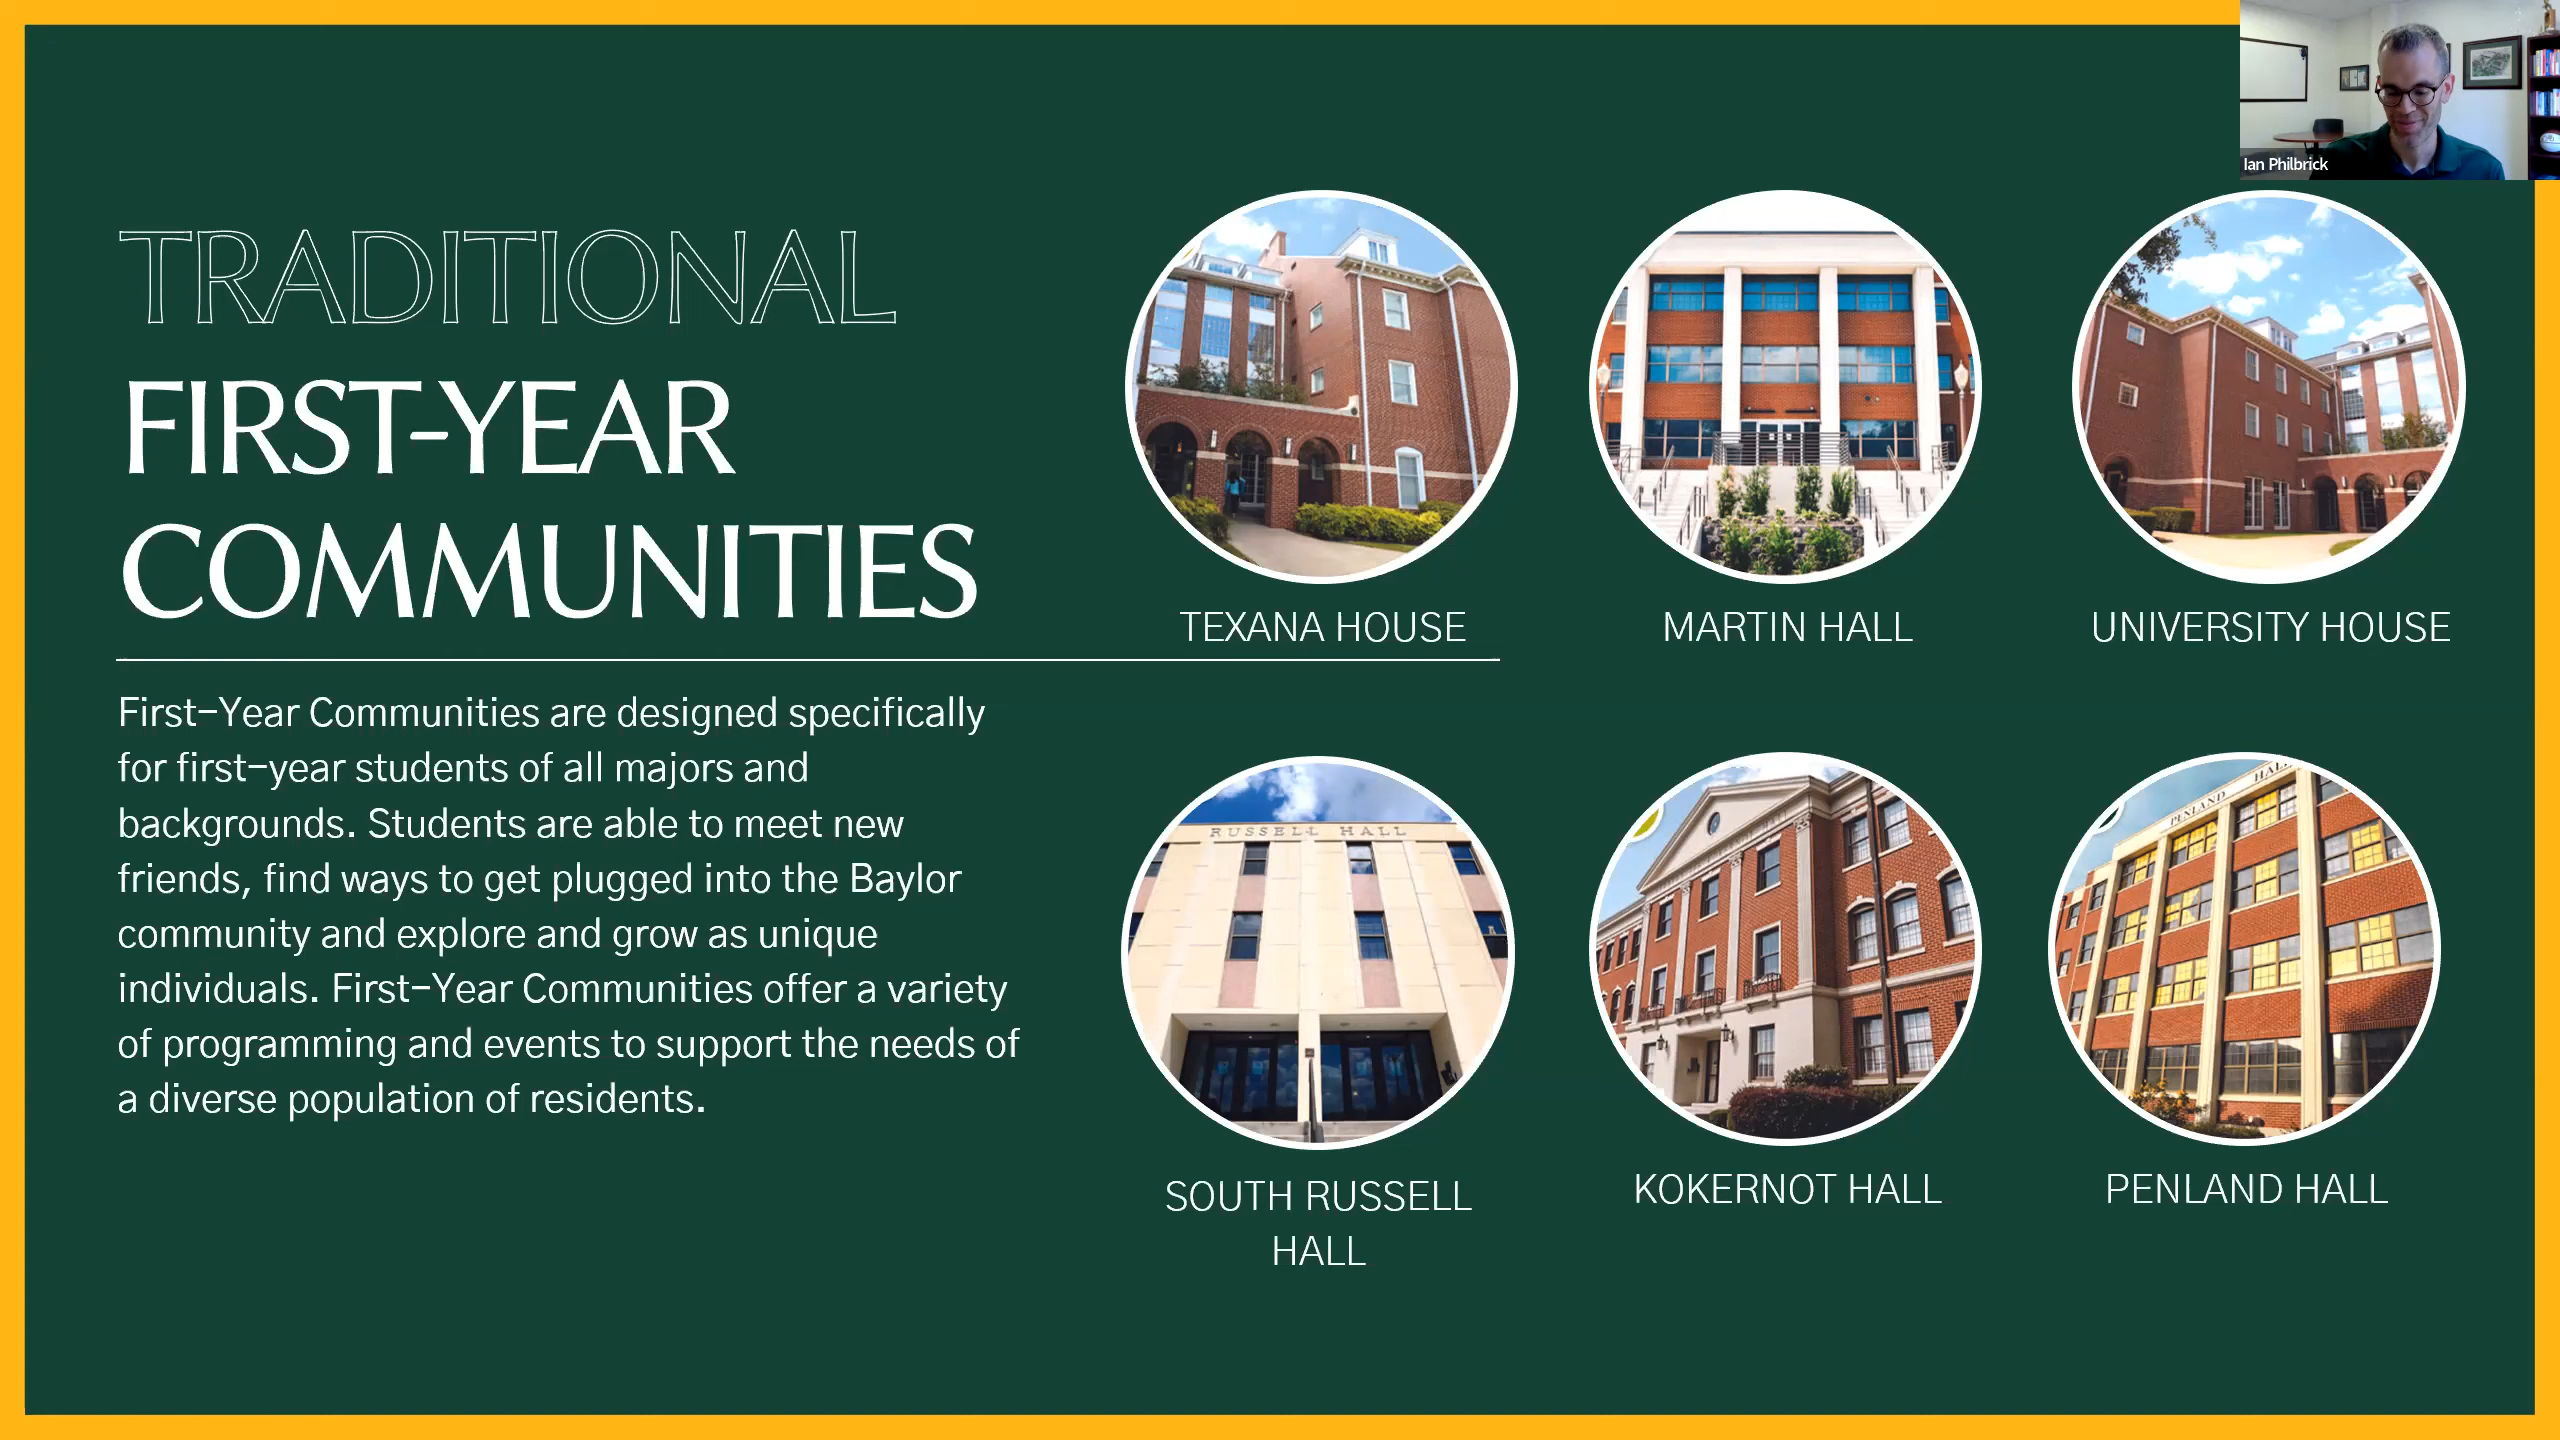 Ian Philbrick
TRADITIONAL
FIRST-YEAR
COMMUNITIES
First-Year Communities are designed specifically
for first-year students of all majors and
backgrounds. Students are able to meet new
friends, find ways to get plugged into the Baylor
community and explore and grow as unique
individuals. First-Year Communities offer a variety
of programming and events to support the needs of
a diverse population of residents.
TEXANA HOUSE
MARTIN HALL
UNIVERSITY HOUSE
RUSSELL HALL
PENLAND HALL
SOUTH RUSSELL
HALL
KOKERNOT HALL
PENLAND HALL